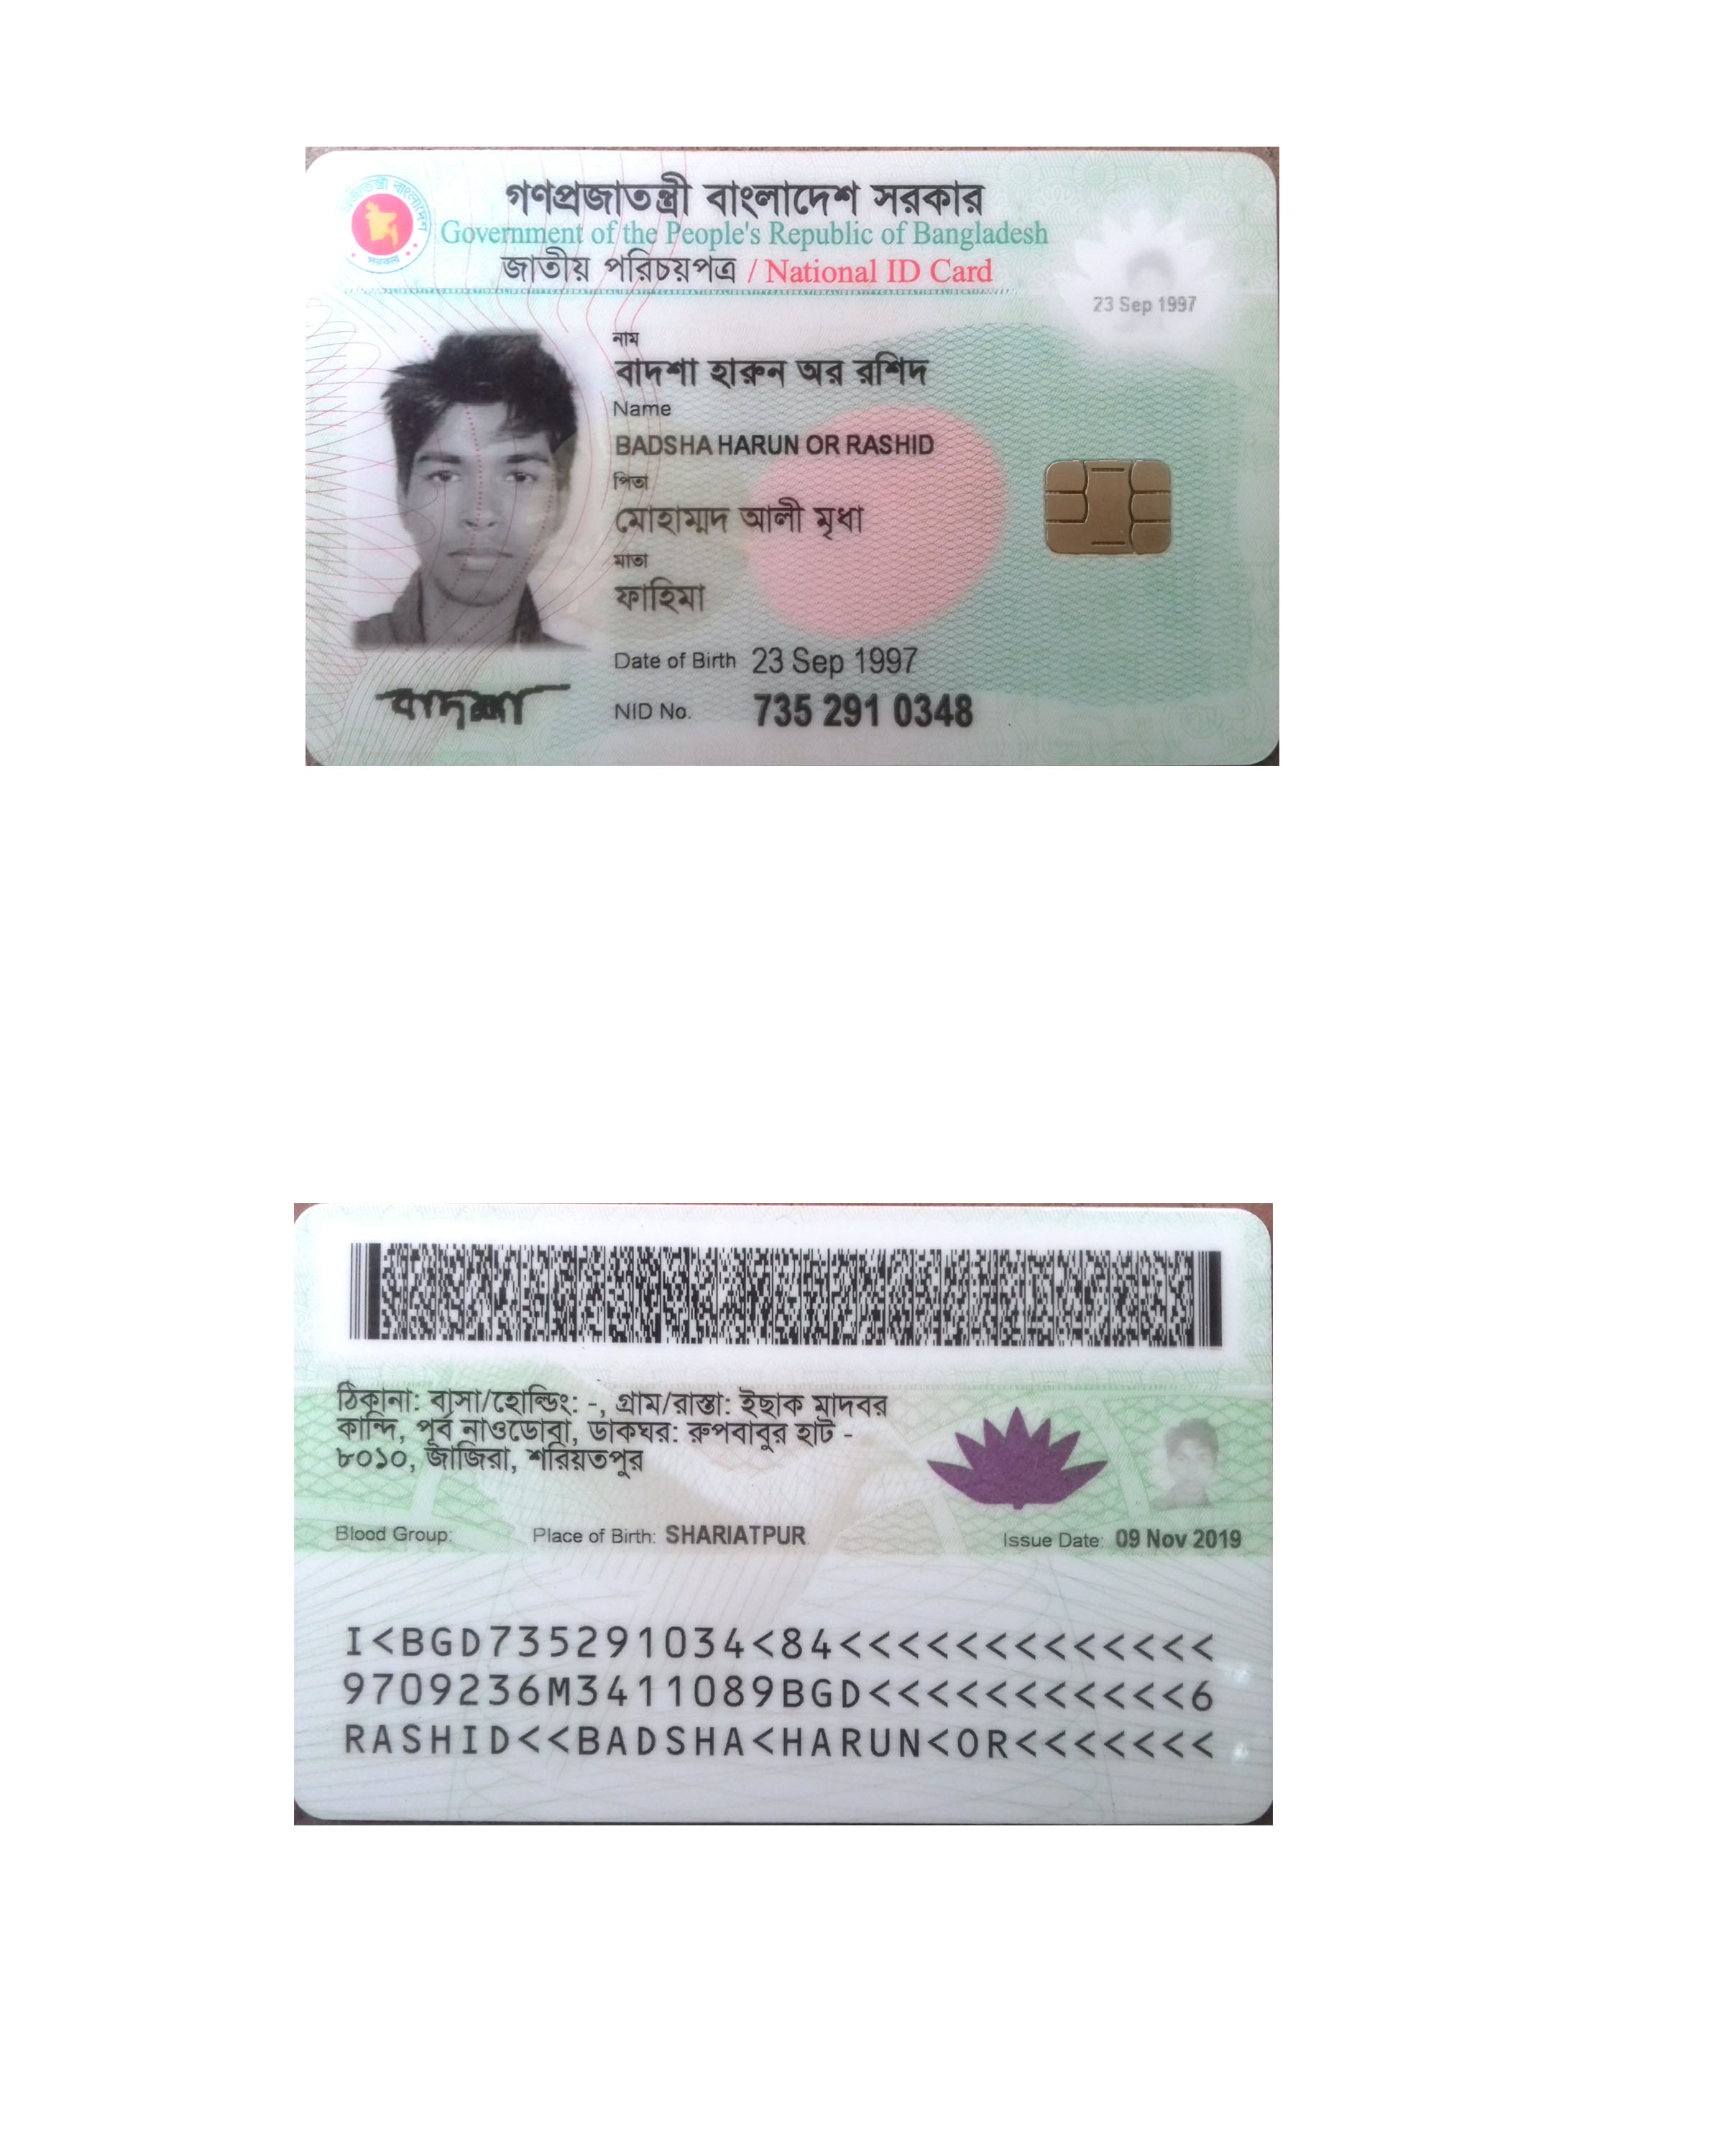 গণপ্রজাতন্ত্রী বাংলাদেশ সরকার
Government of the People's Republic of Bangladesh
জাতীয় পরিচয়পত্র / National ID Card
23 Sep 1997
নাম
বাদশা হারুন অর রশিদ
Name
BADSHA HARUN OR RASHID
পিতা
মোহাম্মদ আলী মৃধা
মাতা
ফাহিমা
Date of Birth 23 Sep 1997
বাদশা
NID No. 735 291 0348
ঠিকানা: বাসা/হোল্ডিং: -, গ্রাম/রাস্তা: ইছাক মাদবর
কান্দি, পূর্ব নাওডোবা, ডাকঘর: রুপবাবুর হাট -
৮০১০, জাজিরা, শরিয়তপুর
Blood Group: Place of Birth: SHARIATPUR Issue Date: 09 Nov 2019
I<BGD735291034<84<<<<<<<<<<<<<
9709236M3411089BGD<<<<<<<<<<<6
RASHID<<BADSHA<HARUN<OR<<<<<<<